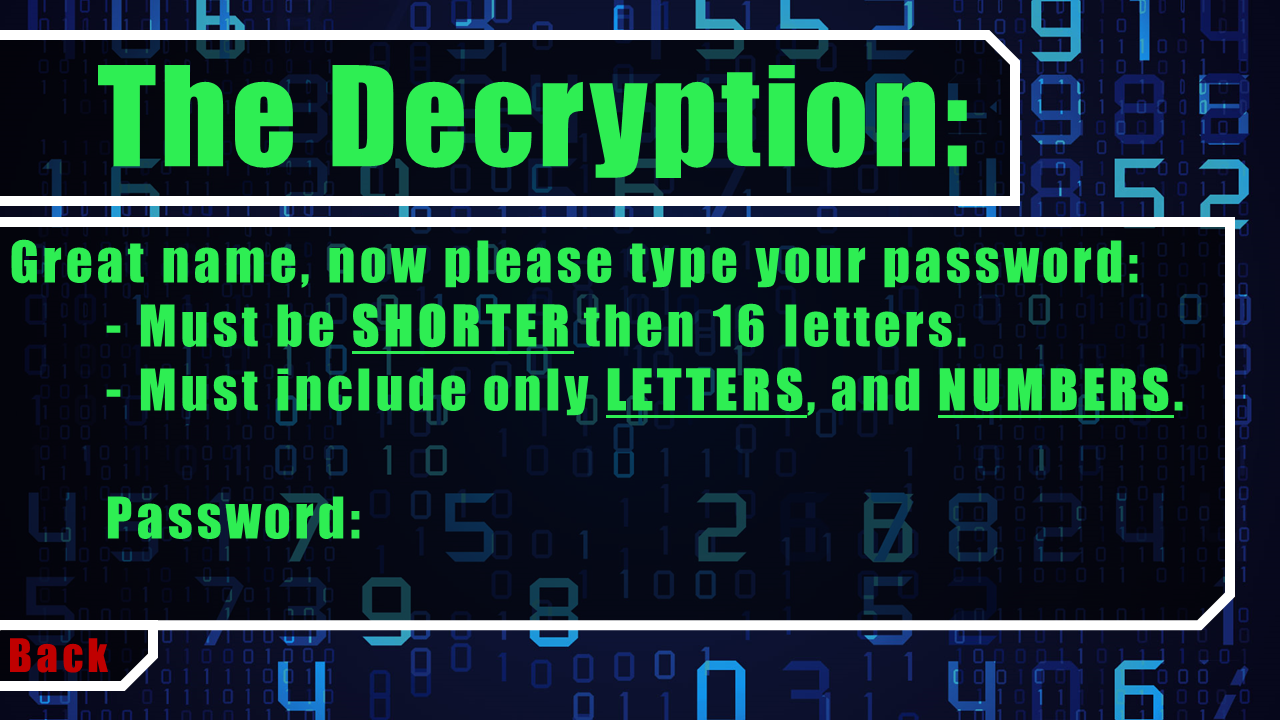 The Decryption:
Great name, now please type your password:
- Must be SHORTER then 16 letters.
- Must include only LETTERS, and NUMBERS.
Password:
Back